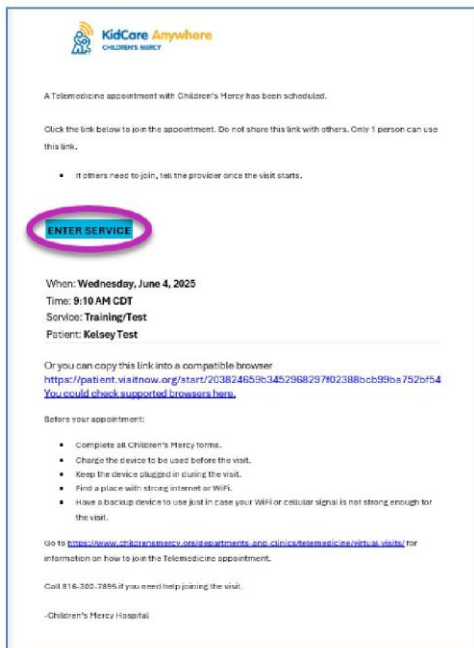 KidCare Anywhere
CHILDREN'S MERCY
A Telemedicine appointment with Children's Mercy has been scheduled.
Click the link below to join the appointment. Do not share this link with others. Only 1 person can use
this link.
• If others need to join, tell the provider once the visit starts.
ENTER SERVICE
When: Wednesday, June 4, 2025
Time: 9:10 AM CDT
Service: Training/Test
Patient: Kelsey Test
Or you can copy this link into a compatible browser
https://patient.visitnow.org/start/203824659b3452968297f02388bcb99ba752bf54
You could check supported browsers here.
Before your appointment:
• Complete all Children's Mercy forms.
• Charge the device to be used before the visit.
• Keep the device plugged in during the visit.
• Find a place with strong internet or WiFi.
• Have a backup device to use just in case your WiFi or cellular signal is not strong enough for
the visit.
Go to https://www.childrensmercy.org/departments-and-clinics/telemedicine/virtual-visits/ for
information on how to join the Telemedicine appointment.
Call 816-302-7895 if you need help joining the visit.
-Children's Mercy Hospital